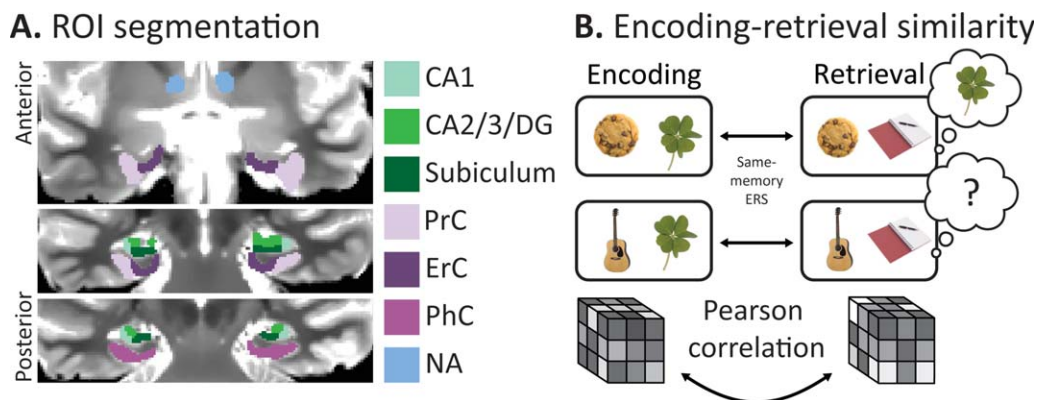 A. ROI segmentation
Anterior
Posterior
CA1
CA2/3/DG
Subiculum
PrC
ErC
PhC
NA
B. Encoding-retrieval similarity
Encoding
Retrieval
Same-
memory
ERS
?
Pearson
correlation